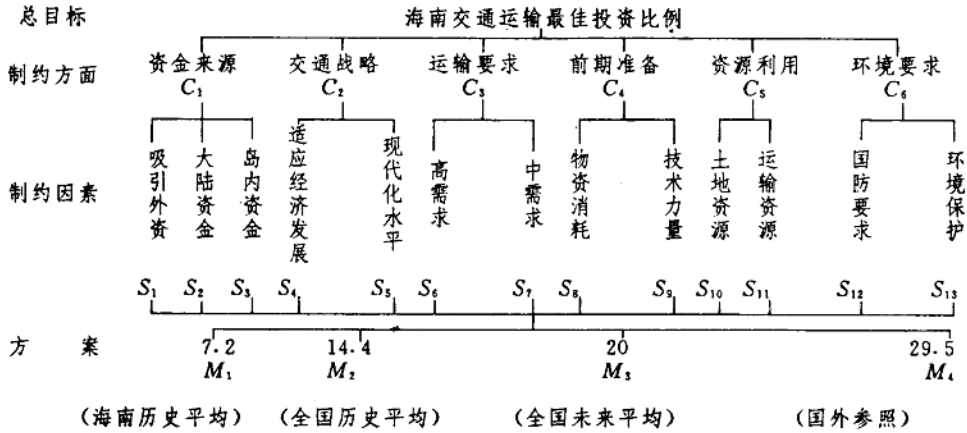 总目标 海南交通运输最佳投资比例
制约方面 资金来源 交通战略 运输要求 前期准备 资源利用 环境要求
C₁ C₂ C₃ C₄ C₅ C₆
制约因素 吸引外资 大陆资金 岛内资金 适应经济发展 现代化水平 高需求 中需求 物资消耗 技术力量 土地资源 运输资源 国防要求 环境保护
S₁ S₂ S₃ S₄ S₅ S₆ S₇ S₈ S₉ S₁₀ S₁₁ S₁₂ S₁₃
方案 7.2 14.4 20 29.5
M₁ M₂ M₃ M₄
(海南历史平均) (全国历史平均) (全国未来平均) (国外参照)